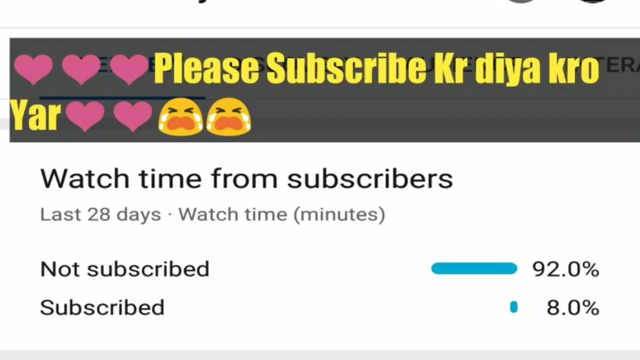 ❤❤❤Please Subscribe Kr diya kro
Yar❤❤😭😭
Watch time from subscribers
Last 28 days · Watch time (minutes)
Not subscribed 92.0%
Subscribed 8.0%